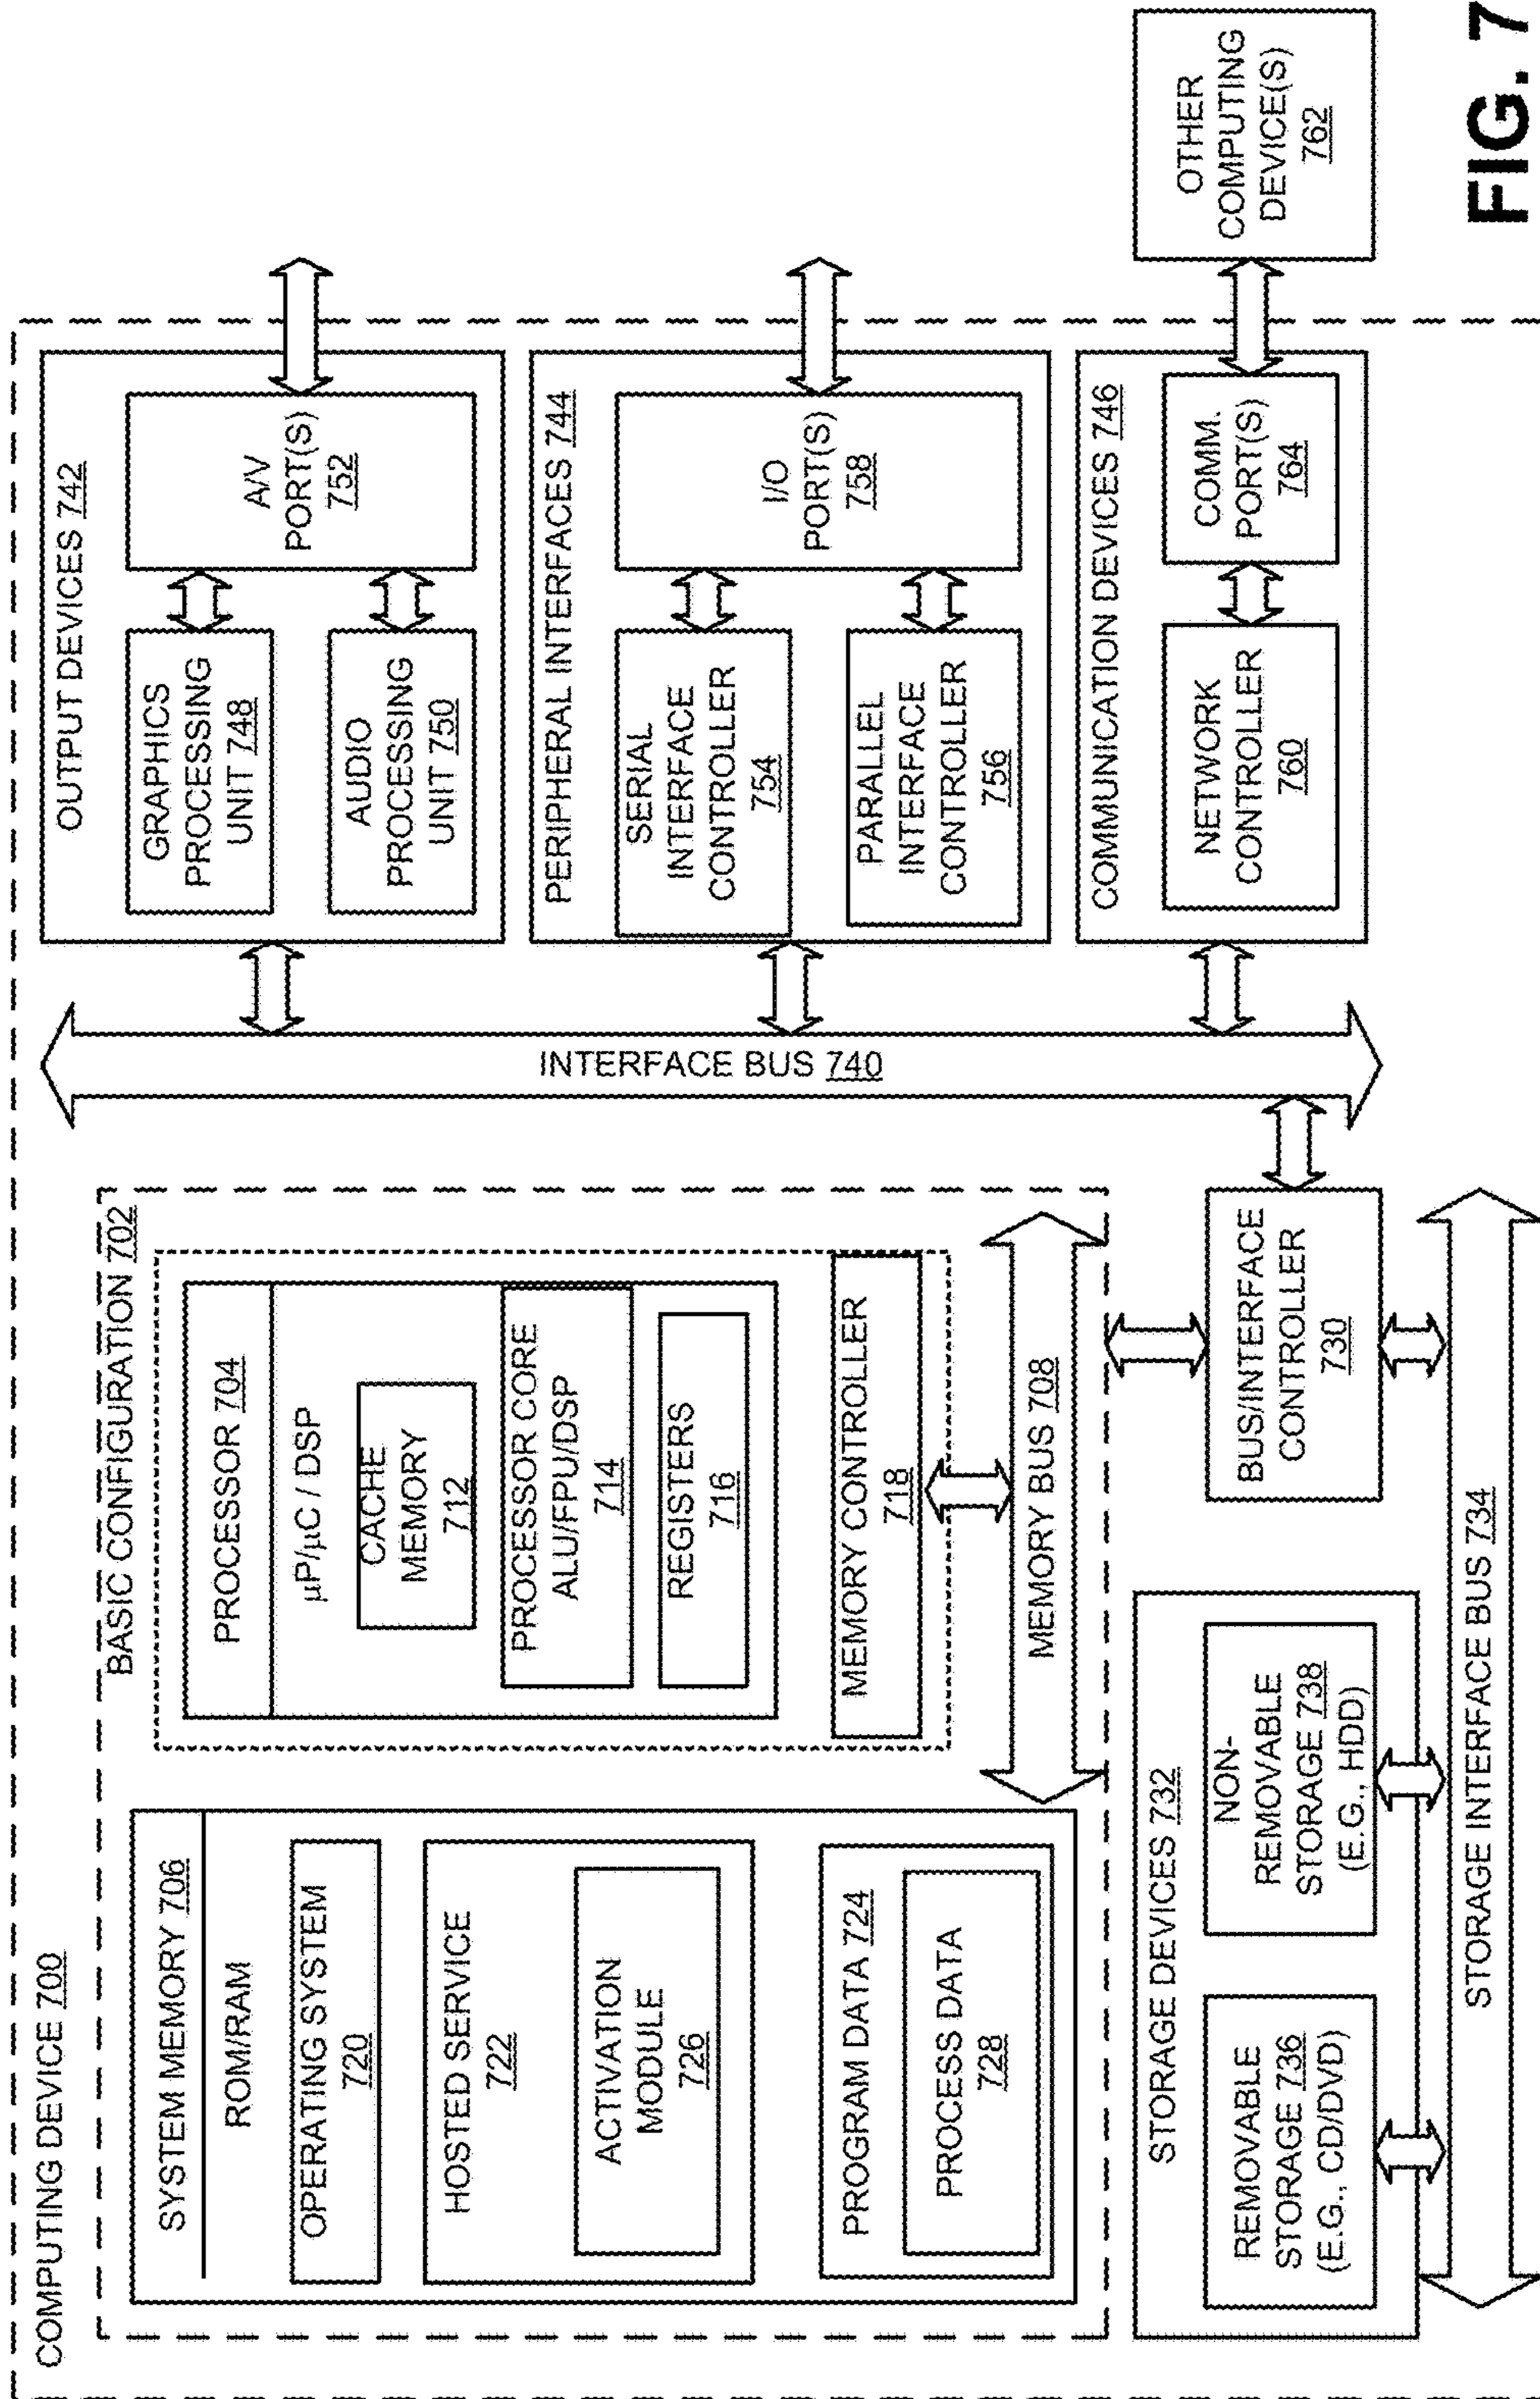 COMPUTING DEVICE 700
BASIC CONFIGURATION 702
SYSTEM MEMORY 706
ROM/RAM
OPERATING SYSTEM
720
HOSTED SERVICE
722
ACTIVATION
MODULE
726
PROGRAM DATA 724
PROCESS DATA
728
PROCESSOR 704
µP/µC / DSP
CACHE
MEMORY
712
PROCESSOR CORE
ALU/FPU/DSP
714
REGISTERS
716
MEMORY CONTROLLER
718
MEMORY BUS 708
BUS/INTERFACE
CONTROLLER
730
STORAGE DEVICES 732
REMOVABLE
STORAGE 736
(E.G., CD/DVD)
NON-
REMOVABLE
STORAGE 738
(E.G., HDD)
STORAGE INTERFACE BUS 734
INTERFACE BUS 740
OUTPUT DEVICES 742
GRAPHICS
PROCESSING
UNIT 748
AUDIO
PROCESSING
UNIT 750
A/V
PORT(S)
752
PERIPHERAL INTERFACES 744
SERIAL
INTERFACE
CONTROLLER
754
PARALLEL
INTERFACE
CONTROLLER
756
I/O
PORT(S)
758
COMMUNICATION DEVICES 746
NETWORK
CONTROLLER
760
COMM.
PORT(S)
764
OTHER
COMPUTING
DEVICE(S)
762
FIG. 7